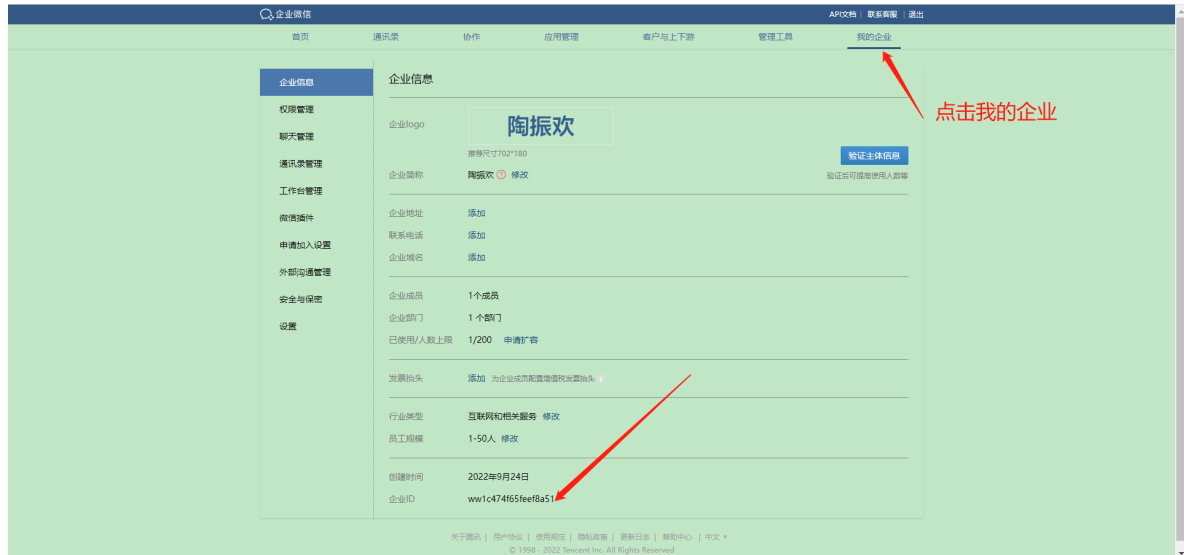 企业微信
API文档 | 联系客服 | 退出
首页 通讯录 协作 应用管理 客户与上下游 管理工具 我的企业
点击我的企业
企业信息
权限管理
聊天管理
通讯录管理
工作台管理
微信插件
申请加入设置
外部沟通管理
安全与保密
设置
企业信息
企业logo 陶振欢
推荐尺寸702*180
验证主体信息
验证后可提高使用人数等
企业简称 陶振欢 修改
企业地址 添加
联系电话 添加
企业域名 添加
企业成员 1个成员
企业部门 1 个部门
已使用/人数上限 1/200 申请扩容
发票抬头 添加 为企业成员配置增值税发票抬头
行业类型 互联网和相关服务 修改
员工规模 1-50人 修改
创建时间 2022年9月24日
企业ID ww1c474f65feef8a51
关于腾讯 | 用户协议 | 使用规范 | 隐私政策 | 更新日志 | 帮助中心 | 中文
© 1998 - 2022 Tencent Inc. All Rights Reserved